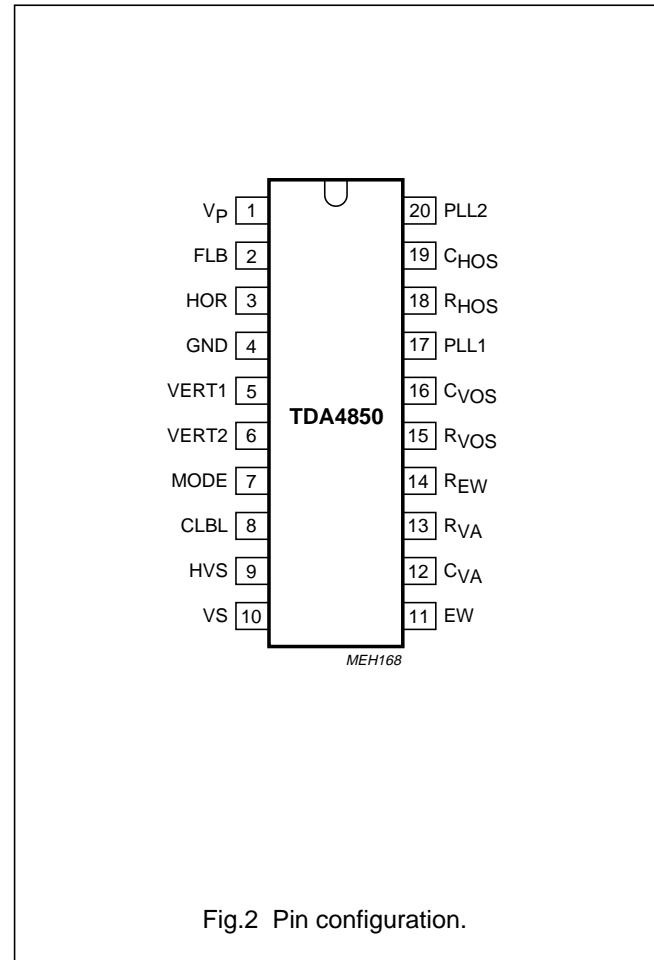 VP 1 20 PLL2
FLB 2 19 CHOS
HOR 3 18 RHOS
GND 4 17 PLL1
VERT1 5 16 CVOS
TDA4850
VERT2 6 15 RVOS
MODE 7 14 REW
CLBL 8 13 RVA
HVS 9 12 CVA
VS 10 11 EW
MEH168
Fig.2 Pin configuration.